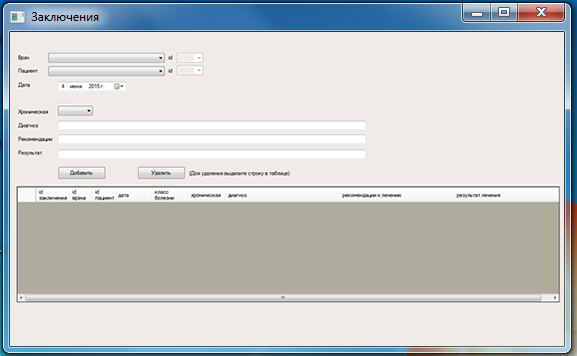 Заключения
Врач id
Пациент id
Дата 4 июня 2015 г.
Хроническая
Диагноз
Рекомендации
Результат
Добавить Удалить (Для удаления выделите строку в таблице)
id заключения id врача id пациент дата класс болезни хроническая диагноз рекомендации к лечению результат лечения